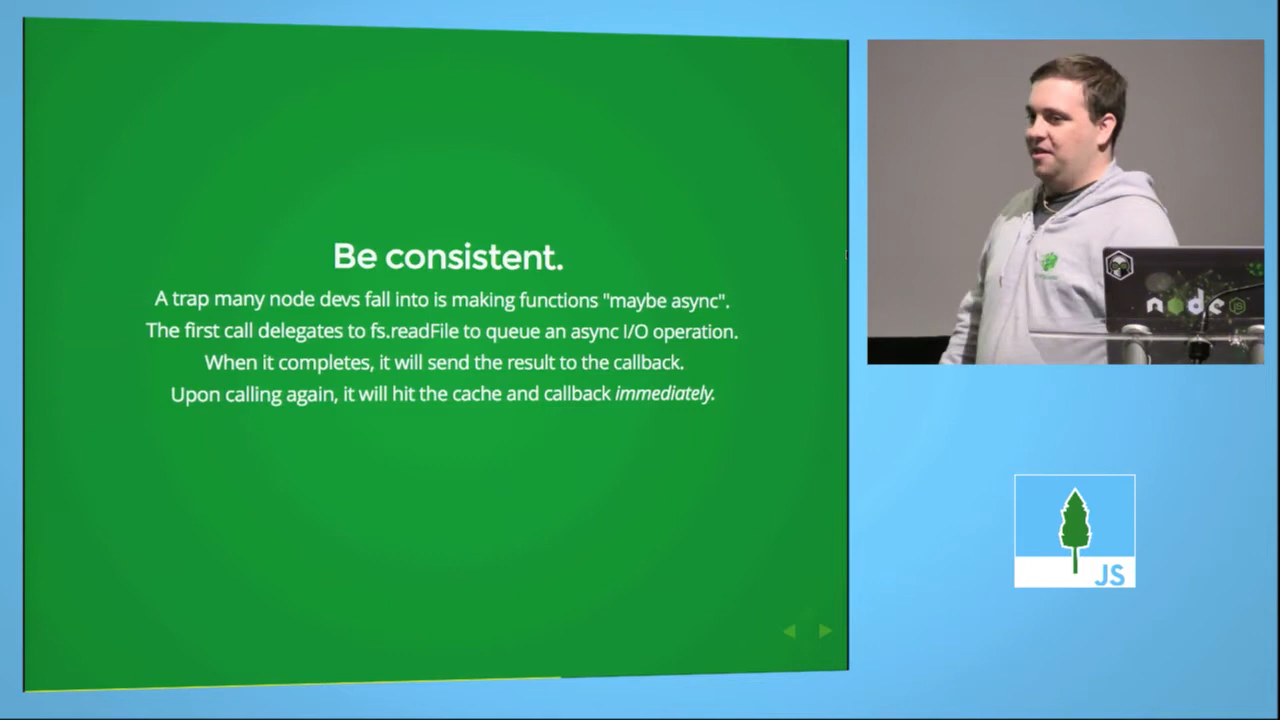 Be consistent.
A trap many node devs fall into is making functions "maybe async".
The first call delegates to fs.readFile to queue an async I/O operation.
When it completes, it will send the result to the callback.
Upon calling again, it will hit the cache and callback immediately.
node
JS
JS